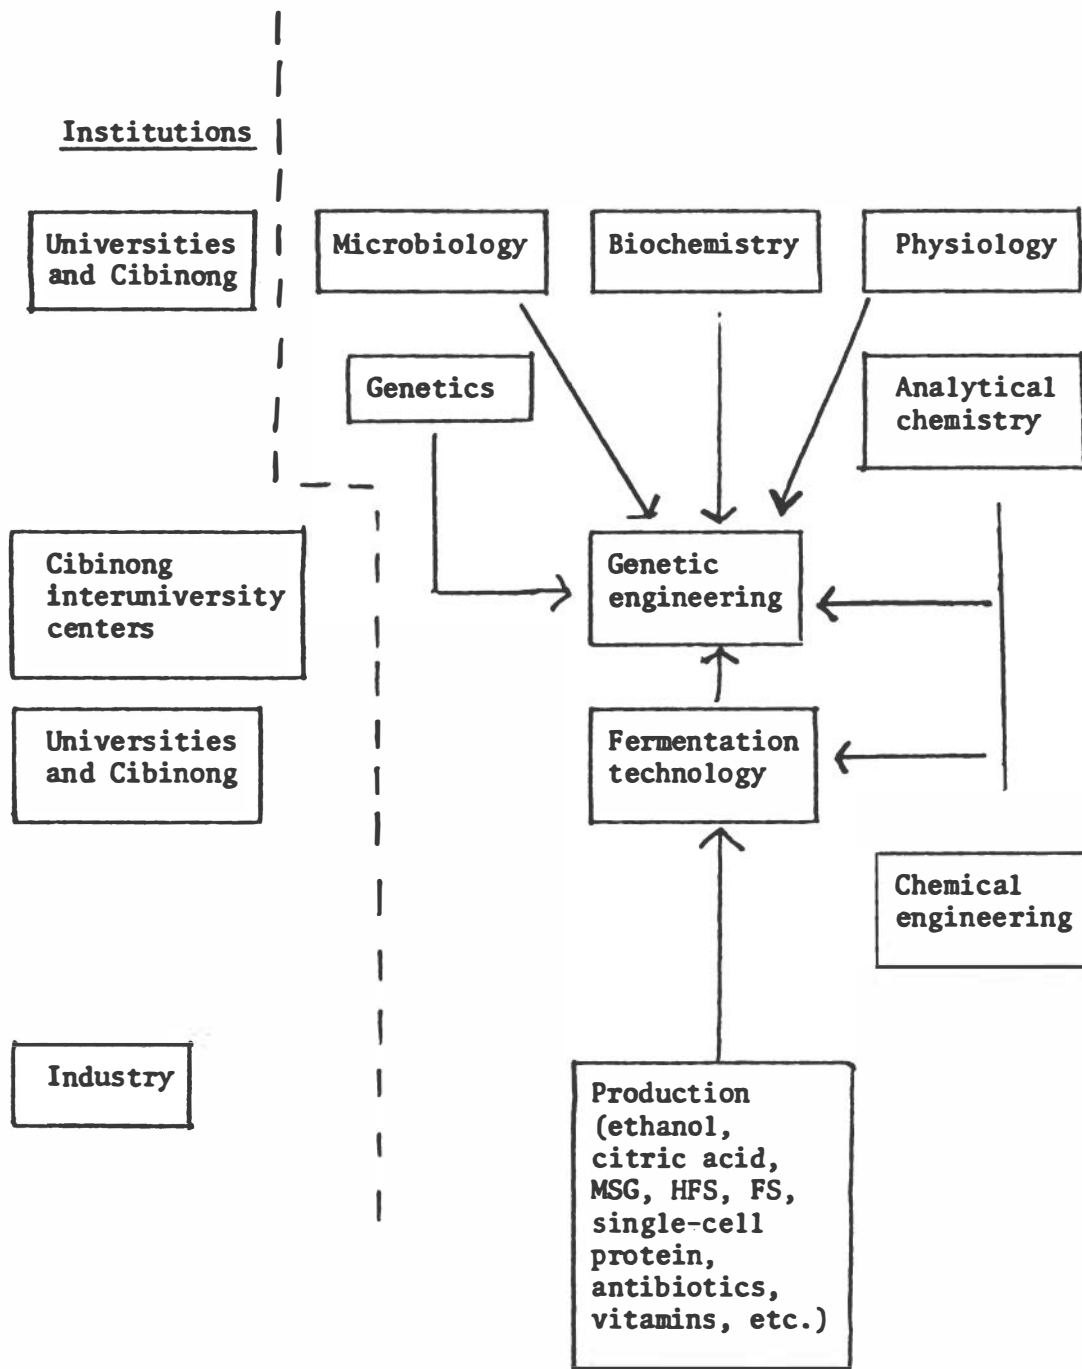 Institutions
Universities
and Cibinong
Microbiology
Biochemistry
Physiology
Genetics
Analytical
chemistry
Cibinong
interuniversity
centers
Genetic
engineering
Universities
and Cibinong
Fermentation
technology
Chemical
engineering
Industry
Production
(ethanol,
citric acid,
MSG, HFS, FS,
single-cell
protein,
antibiotics,
vitamins, etc.)